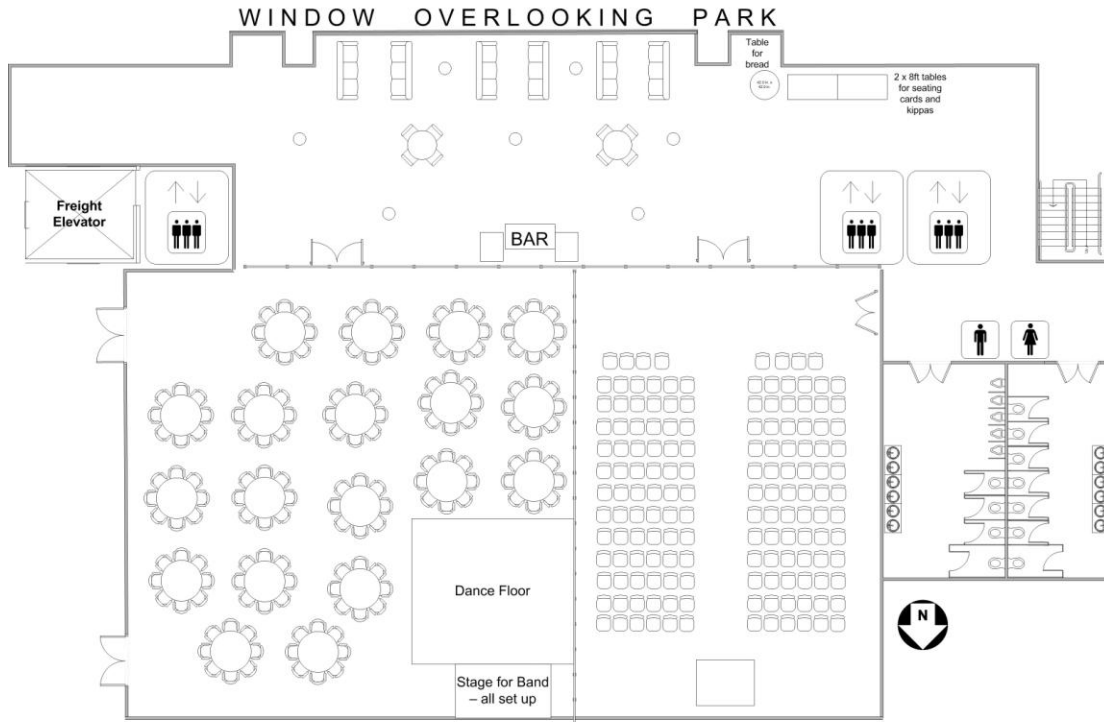 WINDOW OVERLOOKING PARK
Table
for
bread
2 x 8ft tables
for seating
cards and
kippas
Freight
Elevator
BAR
Dance Floor
N
Stage for Band
– all set up